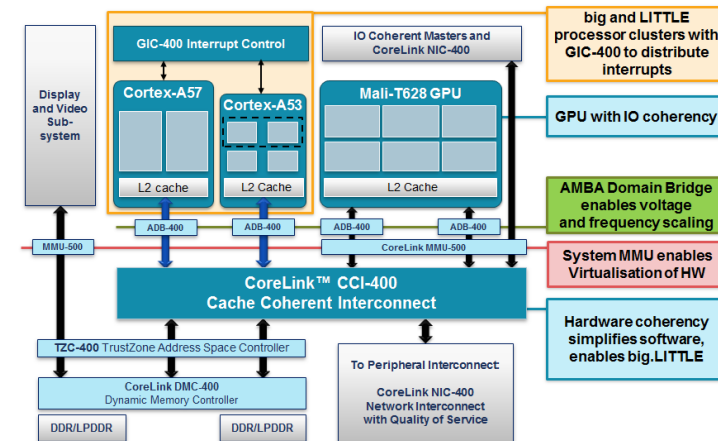 big and LITTLE
processor clusters with
GIC-400 to distribute
interrupts
GIC-400 Interrupt Control
IO Coherent Masters and
CoreLink NIC-400
Display
and Video
Sub-
system
Cortex-A57
Cortex-A53
Mali-T628 GPU
GPU with IO coherency
L2 cache
L2 Cache
L2 Cache
AMBA Domain Bridge
enables voltage
and frequency scaling
ADB-400
ADB-400
ADB-400
ADB-400
MMU-500
CoreLink MMU-500
System MMU enables
Virtualisation of HW
CoreLink™ CCI-400
Cache Coherent Interconnect
Hardware coherency
simplifies software,
enables big.LITTLE
TZC-400 TrustZone Address Space Controller
To Peripheral Interconnect:
CoreLink NIC-400
Network Interconnect
with Quality of Service
CoreLink DMC-400
Dynamic Memory Controller
DDR/LPDDR
DDR/LPDDR